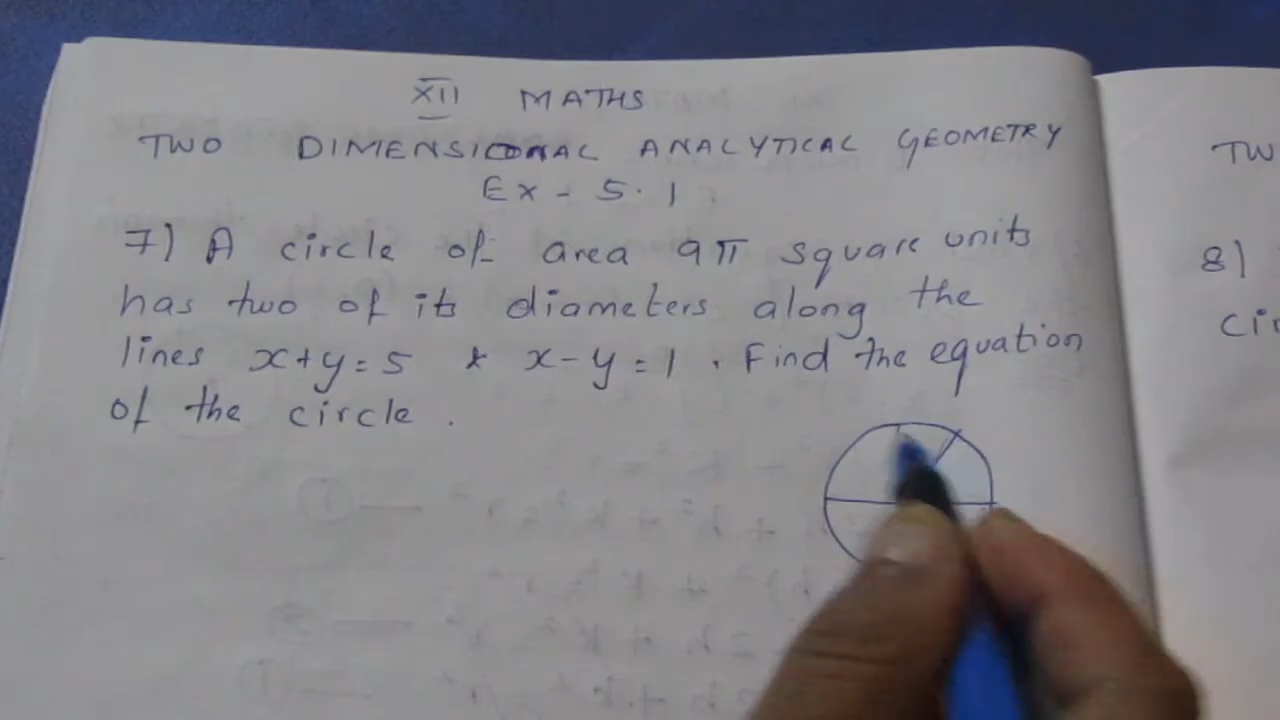 XII MATHS
TWO DIMENSIONAL ANALYTICAL GEOMETRY
Ex - 5.1
7) A circle of area 9π square units
has two of its diameters along the
lines x+y=5 & x-y=1. Find the equation
of the circle.
TW
8)
Cir